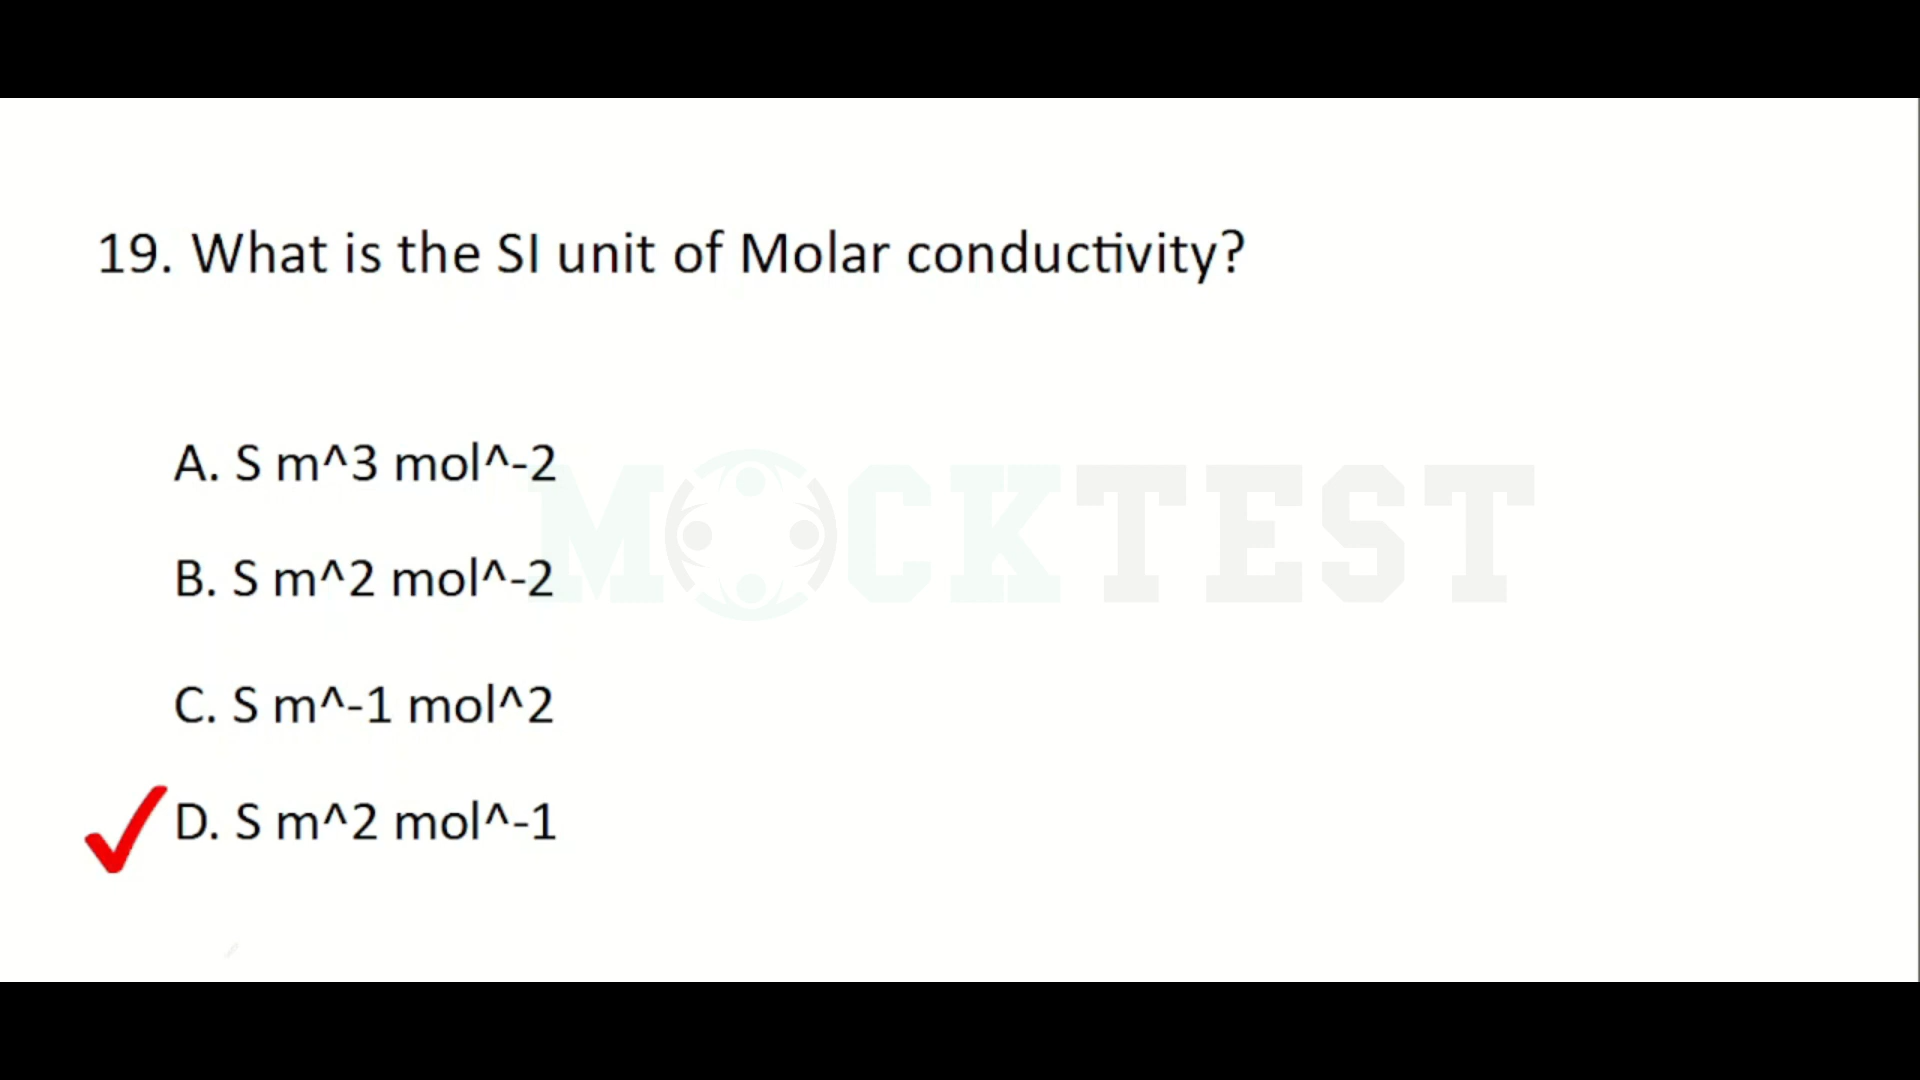 19. What is the SI unit of Molar conductivity?
A. S m^3 mol^-2
MOCKTEST
B. S m^2 mol^-2
C. S m^-1 mol^2
D. S m^2 mol^-1